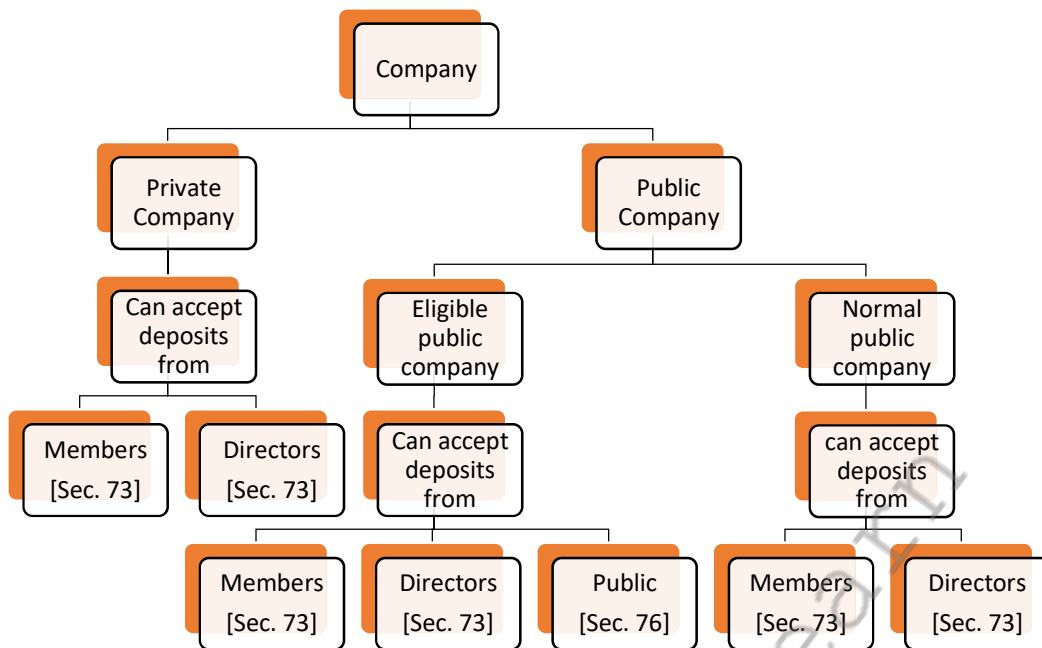 Company
Private
Company
Public
Company
Can accept
deposits
from
Eligible
public
company
Normal
public
company
Members
[Sec. 73]
Directors
[Sec. 73]
Can accept
deposits
from
can accept
deposits
from
Members
[Sec. 73]
Directors
[Sec. 73]
Public
[Sec. 76]
Members
[Sec. 73]
Directors
[Sec. 73]
earn